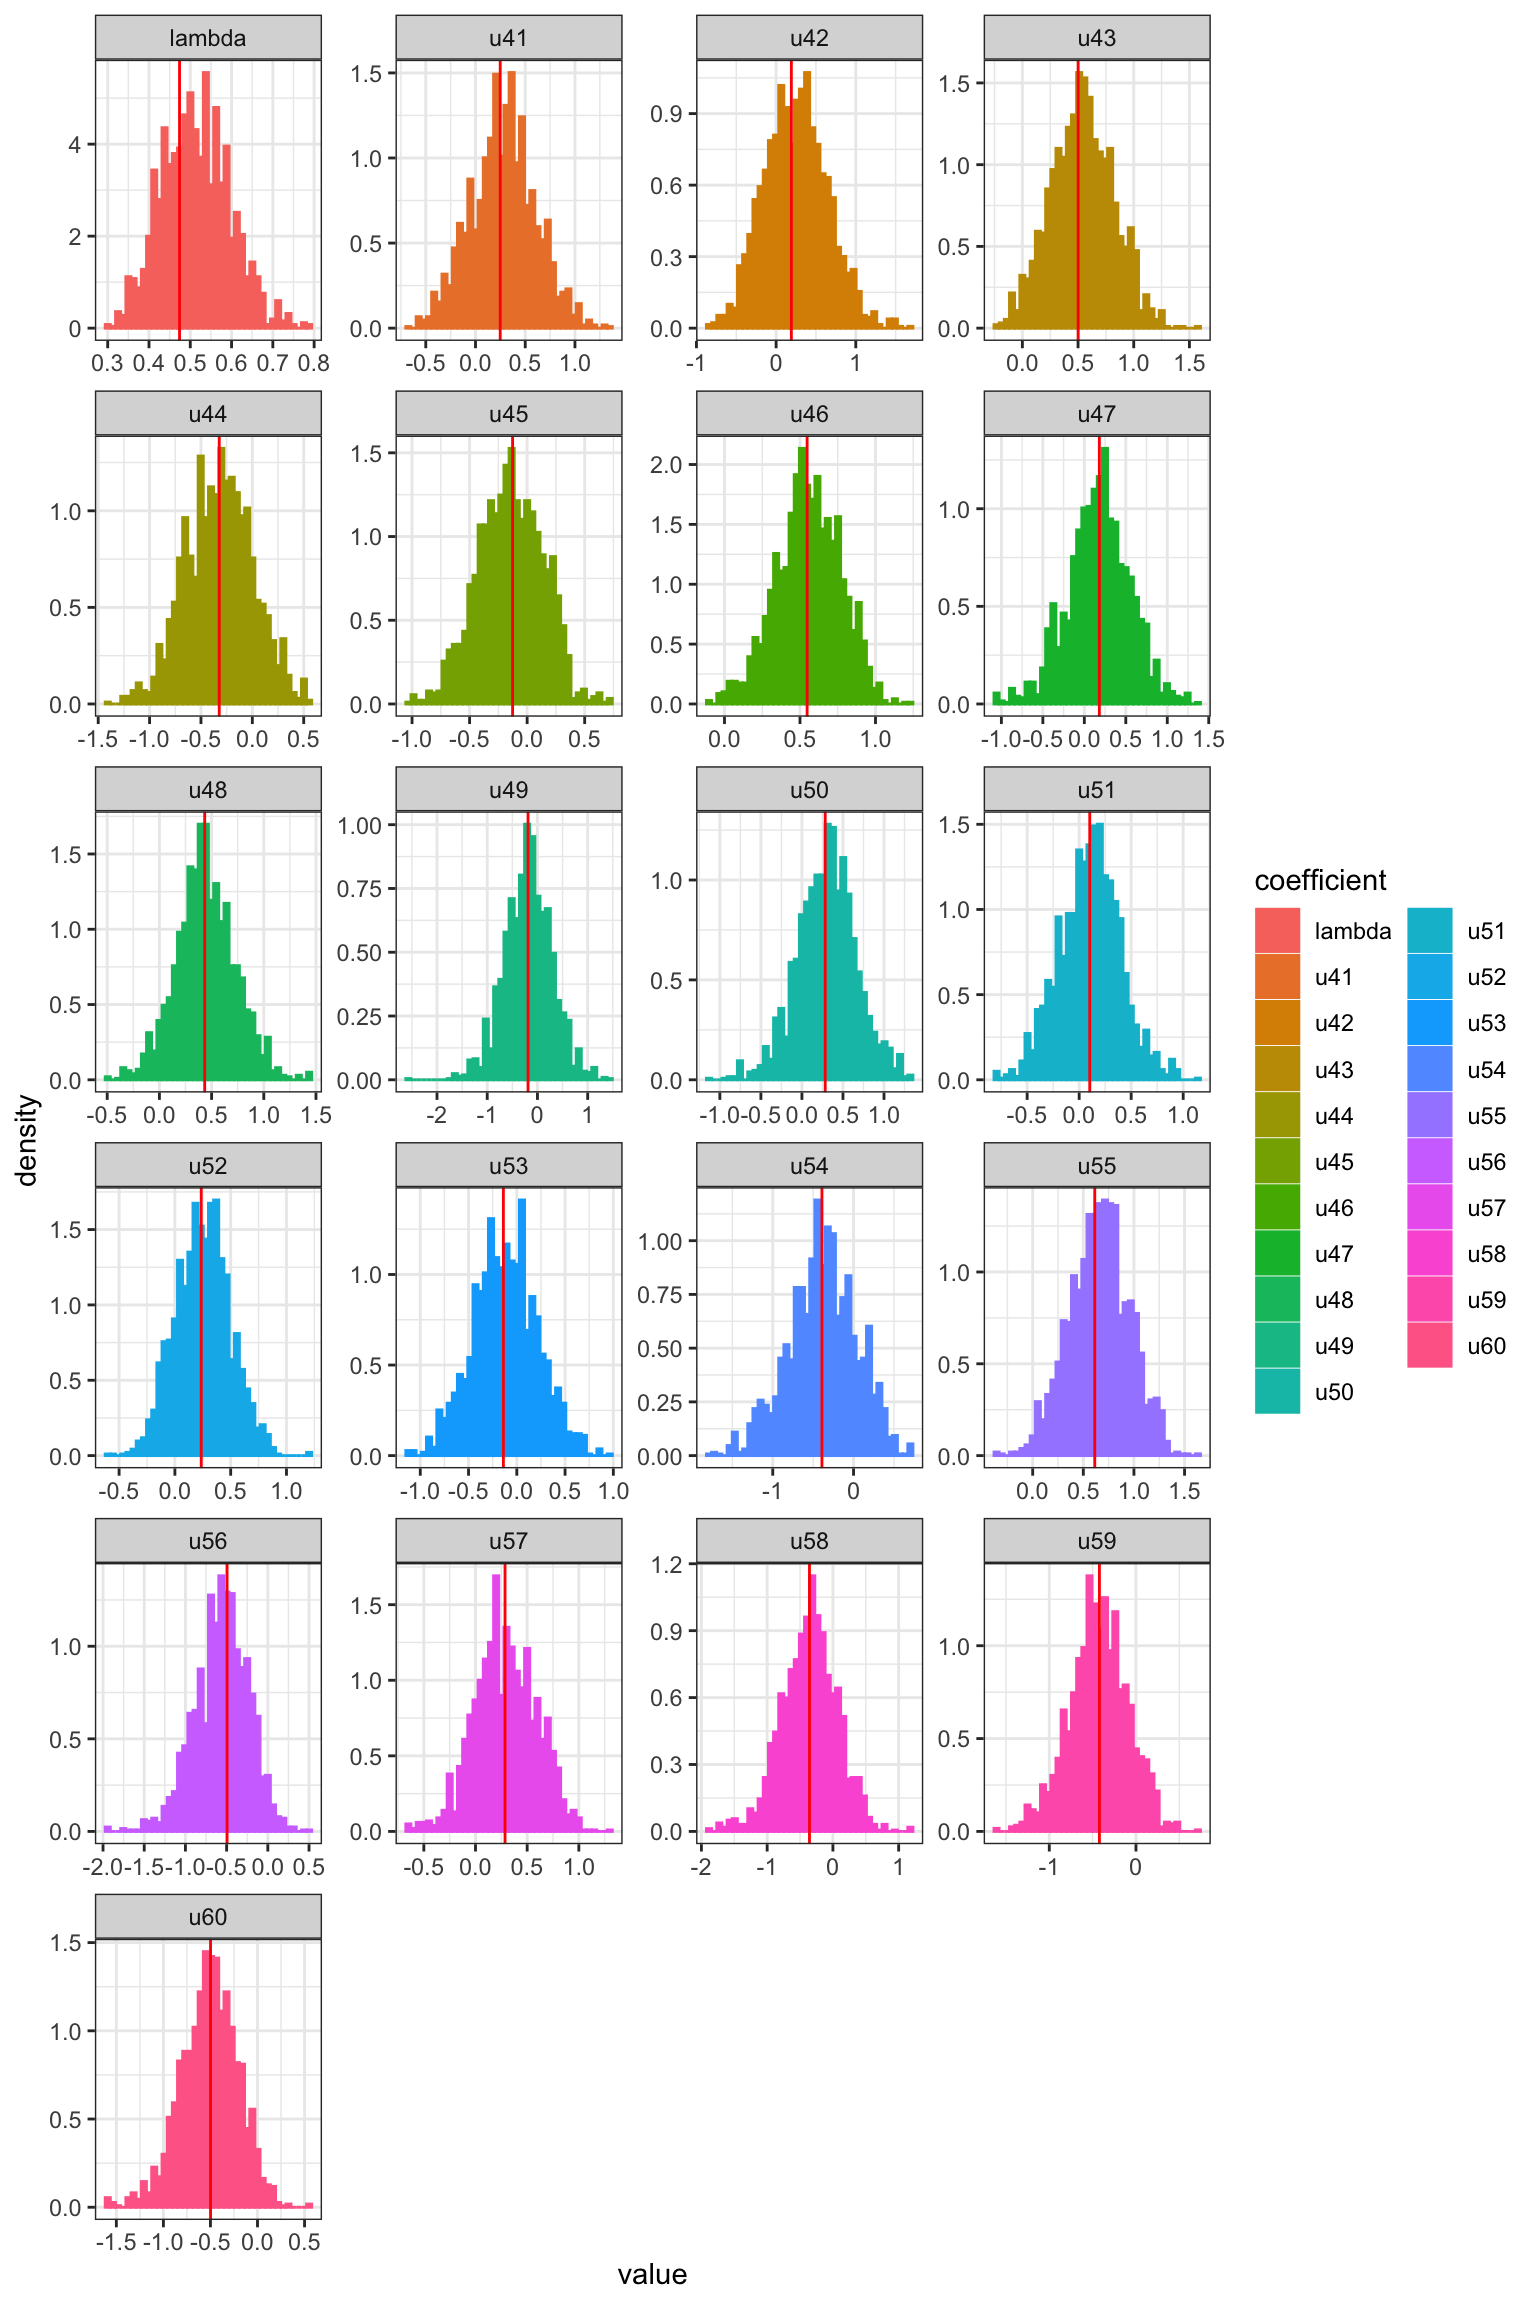 lambda u41 u42 u43
4 2 0
1.5 1.0 0.5 0.0
0.9 0.6 0.3 0.0
1.5 1.0 0.5 0.0
0.3 0.4 0.5 0.6 0.7 0.8
-0.5 0.0 0.5 1.0
-1 0 1
0.0 0.5 1.0 1.5
u44 u45 u46 u47
1.0 0.5 0.0
1.5 1.0 0.5 0.0
2.0 1.5 1.0 0.5 0.0
1.0 0.5 0.0
-1.5 -1.0 -0.5 0.0 0.5
-1.0 -0.5 0.0 0.5
0.0 0.5 1.0
-1.0 -0.5 0.0 0.5 1.0 1.5
u48 u49 u50 u51
1.5 1.0 0.5 0.0
1.00 0.75 0.50 0.25 0.00
1.0 0.5 0.0
1.5 1.0 0.5 0.0
-0.5 0.0 0.5 1.0 1.5
-2 -1 0 1
-1.0 -0.5 0.0 0.5 1.0
-0.5 0.0 0.5 1.0
u52 u53 u54 u55
1.5 1.0 0.5 0.0
1.0 0.5 0.0
1.00 0.75 0.50 0.25 0.00
1.0 0.5 0.0
-0.5 0.0 0.5 1.0
-1.0 -0.5 0.0 0.5 1.0
-1 0
0.0 0.5 1.0 1.5
u56 u57 u58 u59
1.0 0.5 0.0
1.5 1.0 0.5 0.0
1.2 0.9 0.6 0.3 0.0
1.0 0.5 0.0
-2.0 -1.5 -1.0 -0.5 0.0 0.5
-0.5 0.0 0.5 1.0
-2 -1 0 1
-1 0
u60
1.5 1.0 0.5 0.0
-1.5 -1.0 -0.5 0.0 0.5
density
value
coefficient
lambda
u41
u42
u43
u44
u45
u46
u47
u48
u49
u50
u51
u52
u53
u54
u55
u56
u57
u58
u59
u60